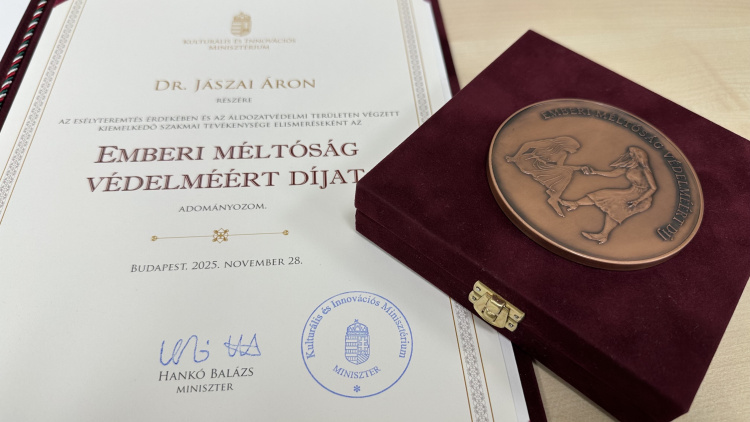 Kulturális és Innovációs
Minisztérium
Dr. Jászai Áron
részére
az esélyteremtés érdekében és az áldozatvédelmi területen végzett
kiemelkedő szakmai tevékenysége elismeréseként az
Emberi méltóság
védelméért díjat
adományozom.
Budapest, 2025. november 28.
Hankó Balázs
miniszter
Kulturális és Innovációs Minisztérium
MINISZTER
EMBERI MÉLTÓSÁG VÉDELMÉÉRT DÍJ